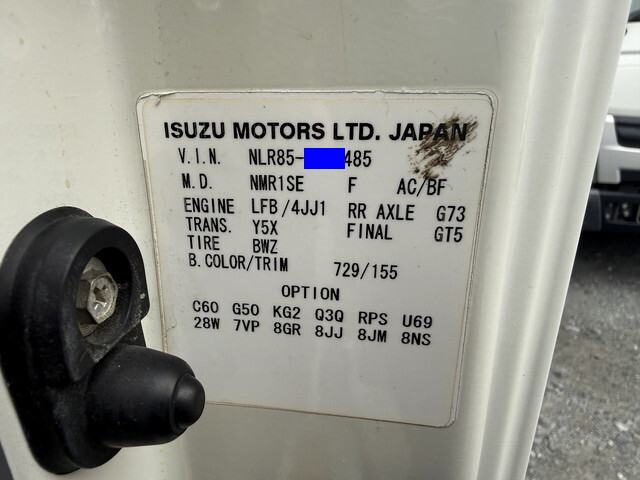 ISUZU MOTORS LTD. JAPAN
V.I.N. NLR85- 485
M.D. NMR1SE F AC/BF
ENGINE LFB/4JJ1 RR AXLE G73
TRANS. Y5X FINAL GT5
TIRE BWZ
B.COLOR/TRIM 729/155
OPTION
C60 G50 KG2 Q3Q RPS U69
28W 7VP 8GR 8JJ 8JM 8NS